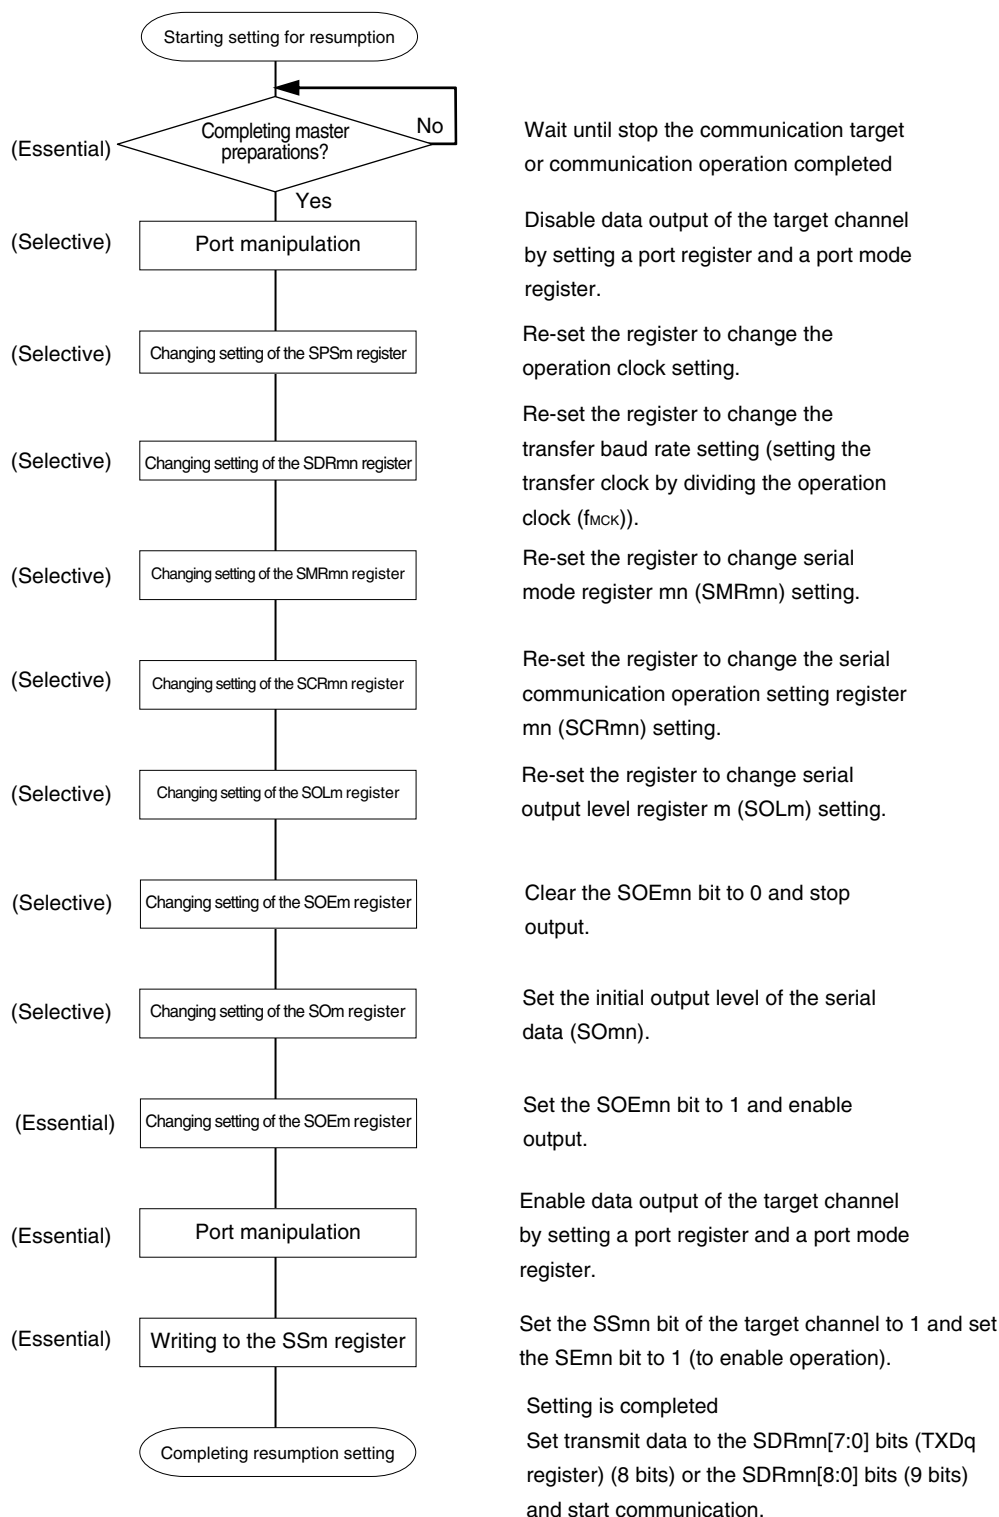 Starting setting for resumption
(Essential)
Completing master
preparations?
No
Wait until stop the communication target
or communication operation completed
Yes
(Selective)
Port manipulation
Disable data output of the target channel
by setting a port register and a port mode
register.
(Selective)
Changing setting of the SPSm register
Re-set the register to change the
operation clock setting.
(Selective)
Changing setting of the SDRmn register
Re-set the register to change the
transfer baud rate setting (setting the
transfer clock by dividing the operation
clock (fMCK)).
(Selective)
Changing setting of the SMRmn register
Re-set the register to change serial
mode register mn (SMRmn) setting.
(Selective)
Changing setting of the SCRmn register
Re-set the register to change the serial
communication operation setting register
mn (SCRmn) setting.
(Selective)
Changing setting of the SOLm register
Re-set the register to change serial
output level register m (SOLm) setting.
(Selective)
Changing setting of the SOEm register
Clear the SOEmn bit to 0 and stop
output.
(Selective)
Changing setting of the SOm register
Set the initial output level of the serial
data (SOmn).
(Essential)
Changing setting of the SOEm register
Set the SOEmn bit to 1 and enable
output.
(Essential)
Port manipulation
Enable data output of the target channel
by setting a port register and a port mode
register.
(Essential)
Writing to the SSm register
Set the SSmn bit of the target channel to 1 and set
the SEmn bit to 1 (to enable operation).
Completing resumption setting
Setting is completed
Set transmit data to the SDRmn[7:0] bits (TXDq
register) (8 bits) or the SDRmn[8:0] bits (9 bits)
and start communication.